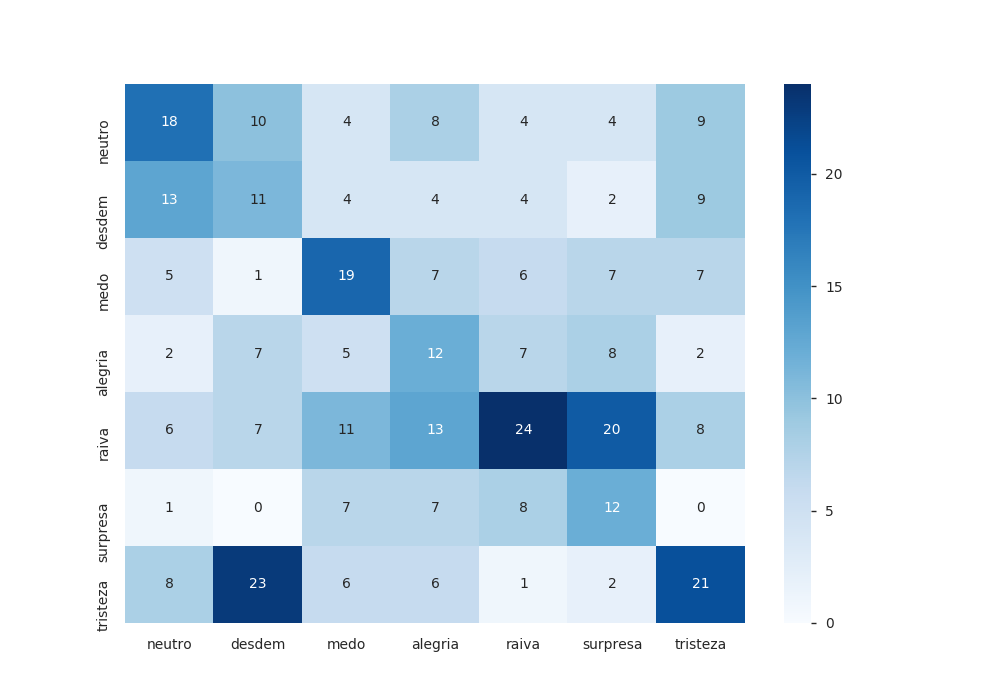 neutro 18 10 4 8 4 4 9
desdem 13 11 4 4 4 2 9
medo 5 1 19 7 6 7 7
alegria 2 7 5 12 7 8 2
raiva 6 7 11 13 24 20 8
surpresa 1 0 7 7 8 12 0
tristeza 8 23 6 6 1 2 21
neutro desdem medo alegria raiva surpresa tristeza
20
15
10
5
0